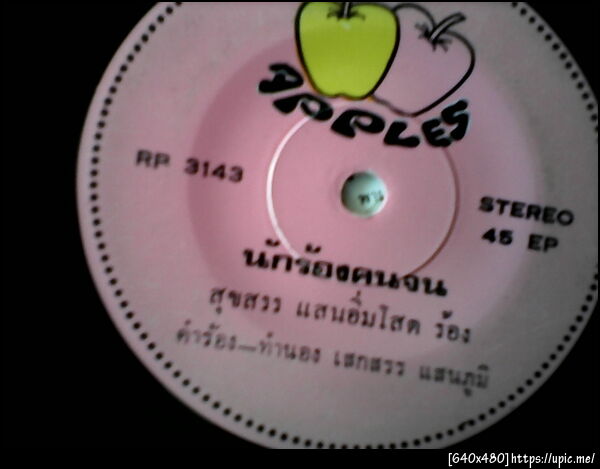 APPLES
RP 3143
STEREO
45 EP
นักร้องคนจน
สุขสรร แสนอิ่มโสต ร้อง
คำร้อง—ทำนอง เสกสรร แสนภูมิ
[640x480]https://upic.me/